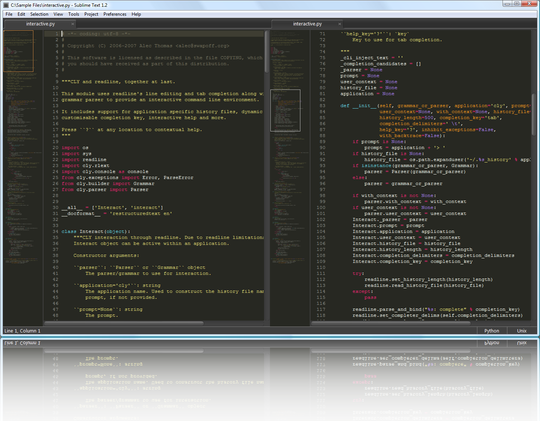 C:\Sample Files\interactive.py - Sublime Text 1.2
File Edit Selection View Tools Project Preferences Help
interactive.py
interactive.py
1 # -*- coding: utf-8 -*-
2 #
3 # Copyright (C) 2006-2007 Alec Thomas
4 #
5 # This software is licensed as described in the file COPYING, which
6 # you should have received as part of this distribution.
"""CLY and readline, together at last.
This module uses readline's line editing and tab completion along w
grammar parser to provide an interactive command line environment.
It includes support for application specific history files, dynamic
customisable completion key, interactive help and more.
Press ``?`` at any location to contextual help.
"""
import os
import sys
import readline
import cly.rlext
import cly.console as console
from cly.exceptions import Error, ParseError
from cly.builder import Grammar
from cly.parser import Parser
__all__ = ['Interact', 'interact']
__docformat__ = 'restructuredtext en'
class Interact(object):
"""CLY interaction through readline. Due to readline limitation
Interact object can be active within an application.
Constructor arguments:
``parser``: ``Parser`` or ``Grammar`` object
The parser/grammar to use for interaction.
``application='cly'``: string
The application name. Used to construct the history file na
prompt, if not provided.
``prompt=None``: string
The prompt.
``help_key='?'``: `key`
Key to use for tab completion.
"""
_cli_inject_text = ''
_completion_candidates = []
_parser = None
prompt = None
user_context = None
history_file = None
application = None
def __init__(self, grammar_or_parser, application='cly', prompt
user_context=None, with_context=None, history_file
history_length=500, completion_key='tab',
completion_delimiters=' \t',
help_key='?', inhibit_exceptions=False,
with_backtrace=False):
if prompt is None:
prompt = application + '> '
if history_file is None:
history_file = os.path.expanduser('~/.%s_history' % app
if isinstance(grammar_or_parser, Grammar):
parser = Parser(grammar_or_parser)
else:
parser = grammar_or_parser
if with_context is not None:
parser.with_context = with_context
if user_context is not None:
parser.user_context = user_context
Interact._parser = parser
Interact.prompt = prompt
Interact.application = application
Interact.user_context = user_context
Interact.history_file = history_file
Interact.history_length = history_length
Interact.completion_delimiters = completion_delimiters
Interact.completion_key = completion_key
try:
readline.set_history_length(history_length)
readline.read_history_file(history_file)
except:
pass
readline.parse_and_bind("%s: complete" % completion_key)
readline.set_completer_delims(self.completion_delimiters)
Line 1, Column 1
Python
Unix